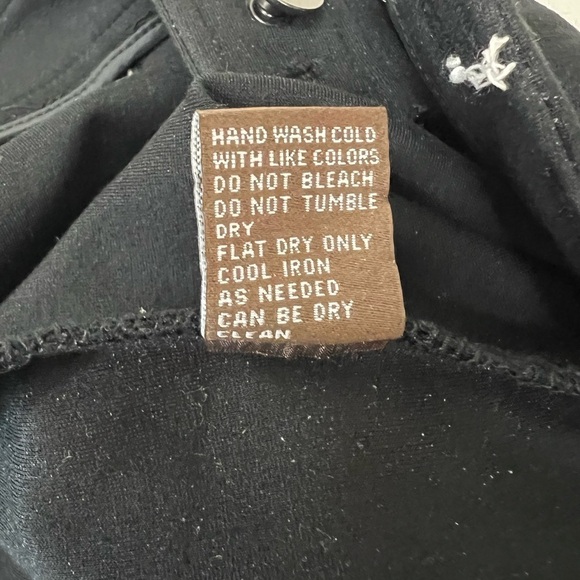 HAND WASH COLD
WITH LIKE COLORS
DO NOT BLEACH
DO NOT TUMBLE
DRY
FLAT DRY ONLY
COOL IRON
AS NEEDED
CAN BE DRY
CLEAN